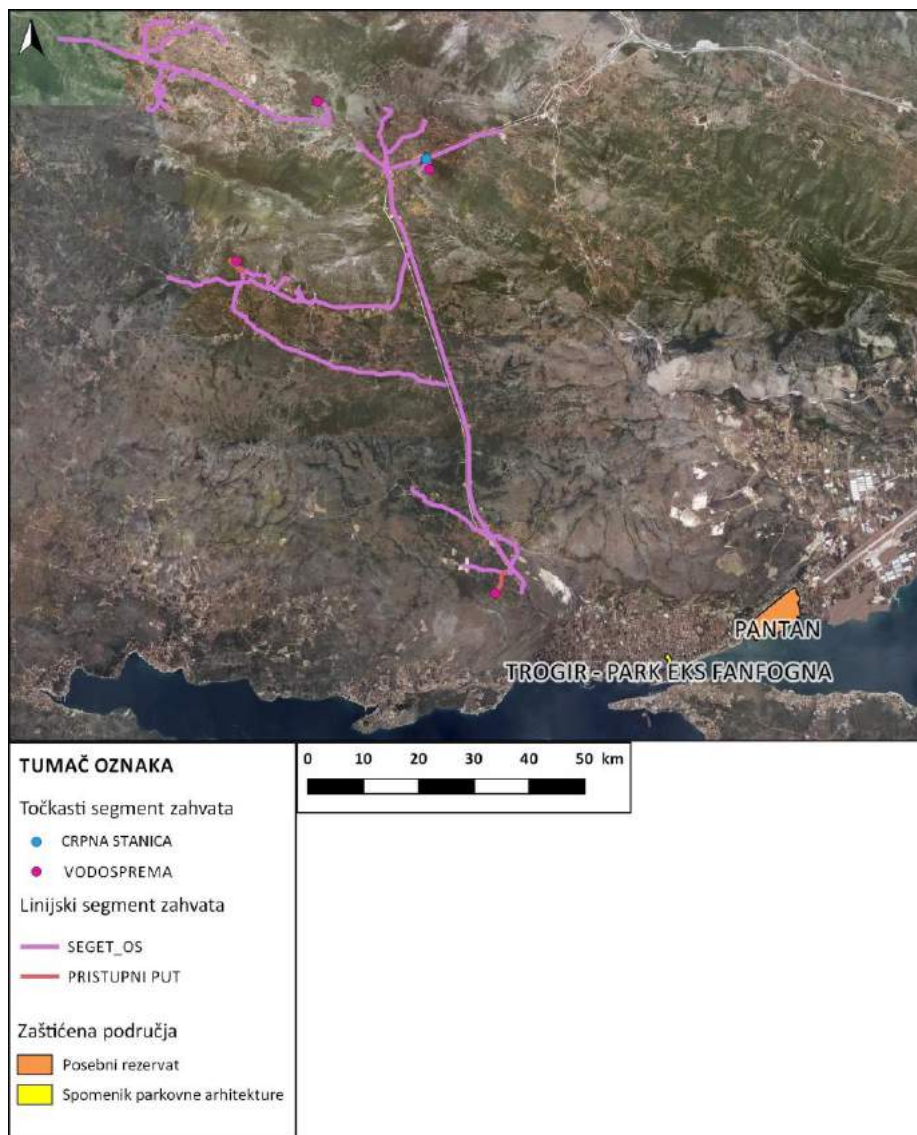 PANTAN
TROGIR - PARK EKS FANFOGNA
TUMAČ OZNAKA
Točkasti segment zahvata
CRPNA STANICA
VODOSPREMA
Linijski segment zahvata
SEGET_OS
PRISTUPNI PUT
Zaštićena područja
Posebni rezervat
Spomenik parkovne arhitekture
0 10 20 30 40 50 km